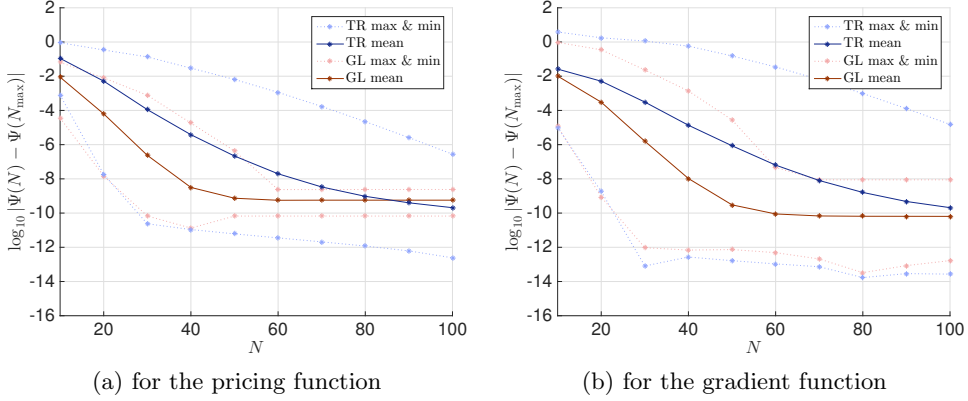 TR max & min
TR mean
GL max & min
GL mean
2
0
-2
-4
-6
-8
-10
-12
-14
-16
log10 |Ψ(N) − Ψ(Nmax)|
20 40 60 80 100
N
(a) for the pricing function
TR max & min
TR mean
GL max & min
GL mean
2
0
-2
-4
-6
-8
-10
-12
-14
-16
log10 |Ψ(N) − Ψ(Nmax)|
20 40 60 80 100
N
(b) for the gradient function